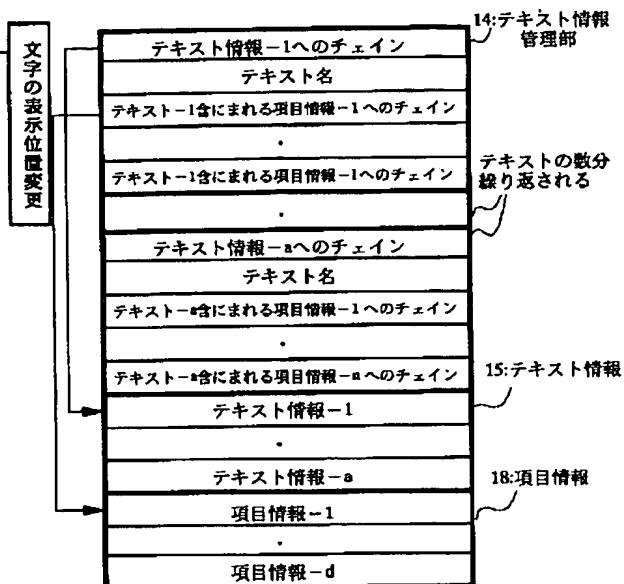 文字の表示位置変更
テキスト情報-1へのチェイン
テキスト名
テキスト-1含にまれる項目情報-1へのチェイン
・
テキスト-1含にまれる項目情報-1へのチェイン
・
テキスト情報-aへのチェイン
テキスト名
テキスト-a含にまれる項目情報-1へのチェイン
・
テキスト-a含にまれる項目情報-nへのチェイン
テキスト情報-1
・
テキスト情報-a
項目情報-1
・
項目情報-d
14:テキスト情報
管理部
テキストの数分
繰り返される
15:テキスト情報
18:項目情報